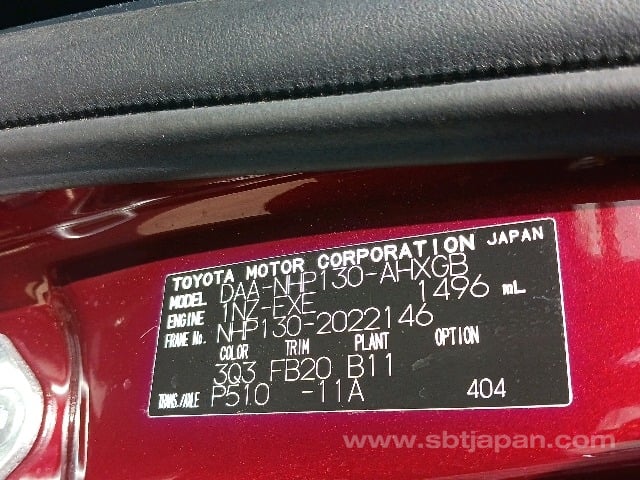 TOYOTA MOTOR CORPORATION JAPAN
MODEL DAA-NHP130-AHXGB
ENGINE 1NZ-EXE 1496 mL
FRAME No. NHP130-2022146
COLOR TRIM PLANT OPTION
3Q3 FB20 B11
TRANS./AXLE P510 -11A 404
www.sbtjapan.com